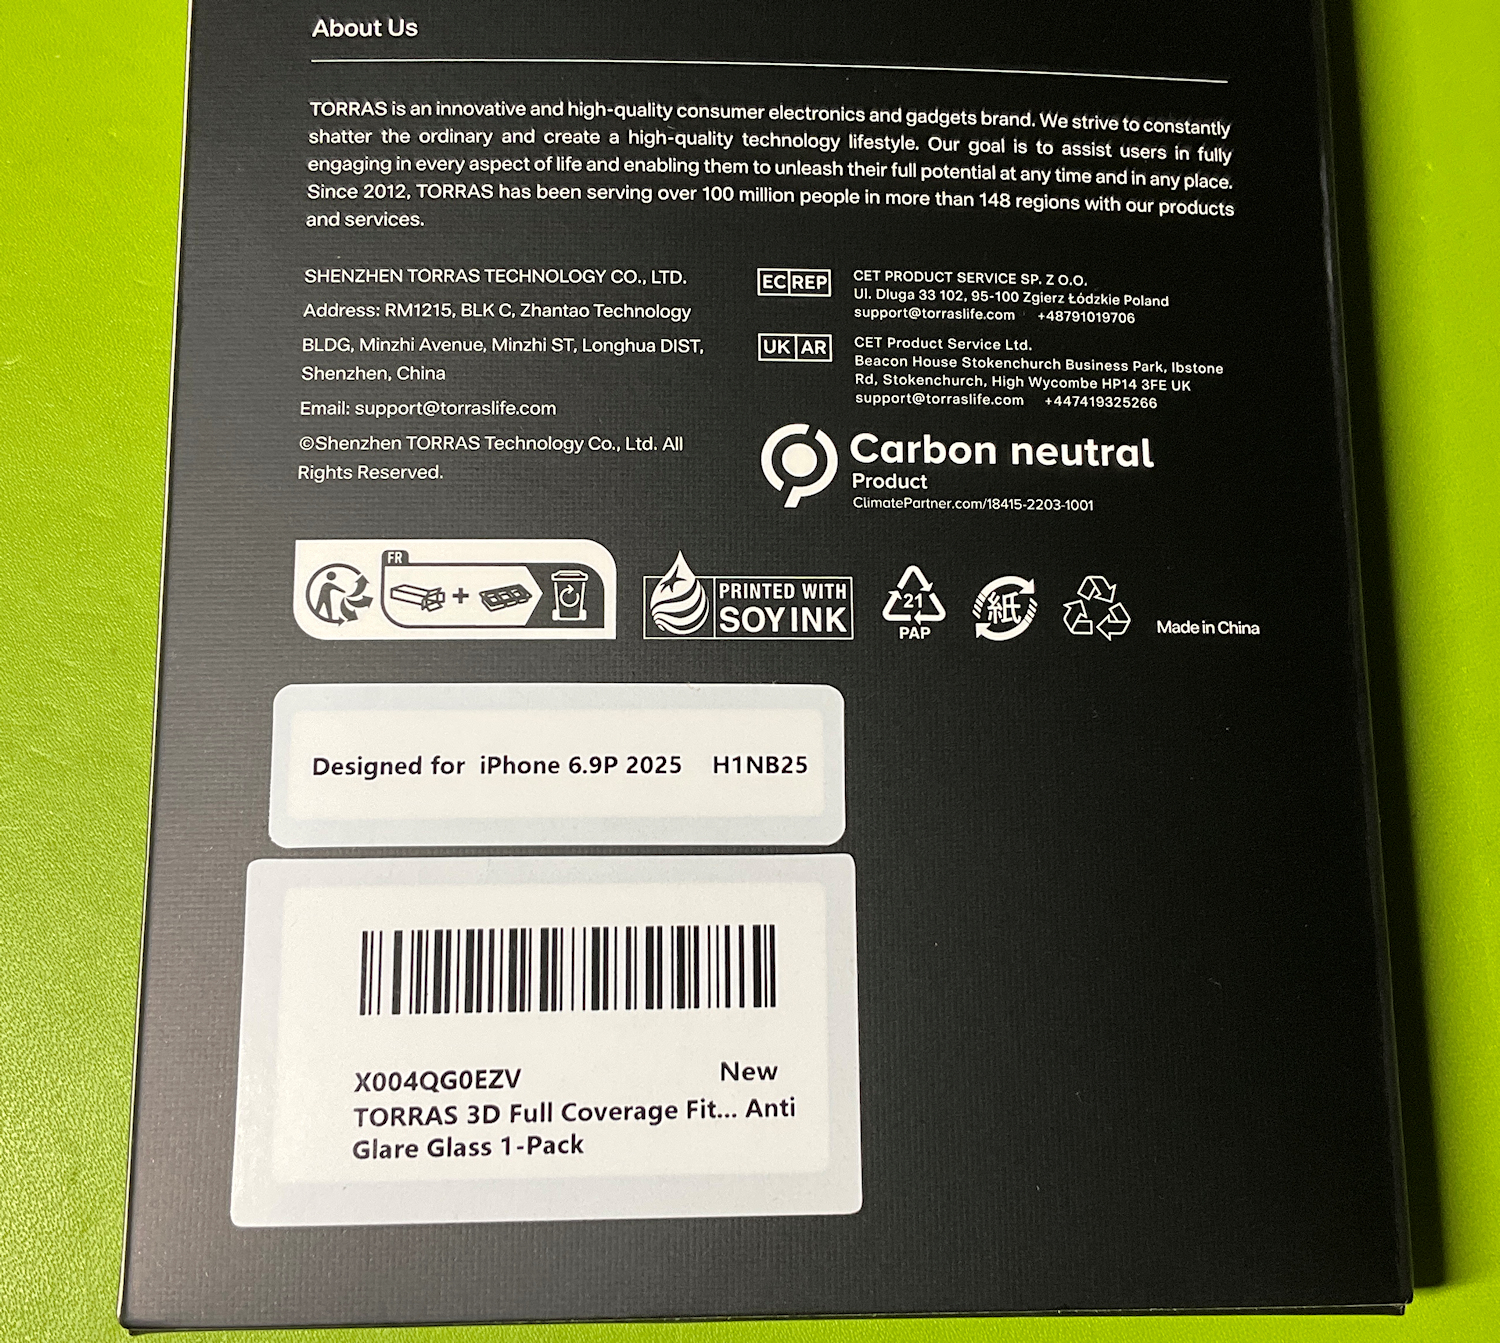 About Us
TORRAS is an innovative and high-quality consumer electronics and gadgets brand. We strive to constantly
shatter the ordinary and create a high-quality technology lifestyle. Our goal is to assist users in fully
engaging in every aspect of life and enabling them to unleash their full potential at any time and in any place.
Since 2012, TORRAS has been serving over 100 million people in more than 148 regions with our products
and services.
SHENZHEN TORRAS TECHNOLOGY CO., LTD.
Address: RM1215, BLK C, Zhantao Technology
BLDG, Minzhi Avenue, Minzhi ST, Longhua DIST,
Shenzhen, China
Email: support@torraslife.com
©Shenzhen TORRAS Technology Co., Ltd. All
Rights Reserved.
EC REP
CET PRODUCT SERVICE SP. Z O.O.
Ul. Dluga 33 102, 95-100 Zgierz Łódzkie Poland
support@torraslife.com +48791019706
UK AR
CET Product Service Ltd.
Beacon House Stokenchurch Business Park, Ibstone
Rd, Stokenchurch, High Wycombe HP14 3FE UK
support@torraslife.com +447419325266
Carbon neutral
Product
ClimatePartner.com/18415-2203-1001
FR
+
PRINTED WITH
SOY INK
21
PAP
紙
Made in China
Designed for iPhone 6.9P 2025 H1NB25
X004QG0EZV New
TORRAS 3D Full Coverage Fit... Anti
Glare Glass 1-Pack